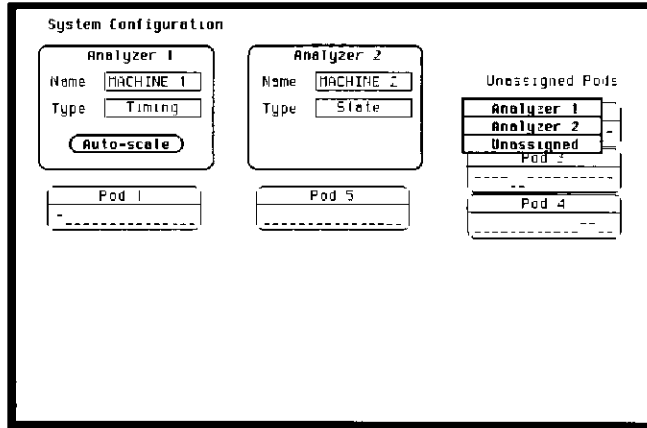 System Configuration
Analyzer 1
Name MACHINE 1
Type Timing
Auto-scale
Analyzer 2
Name MACHINE 2
Type State
Unassigned Pods
Analyzer 1
Analyzer 2
Unassigned
Pod 3
Pod 4
Pod 1
Pod 5